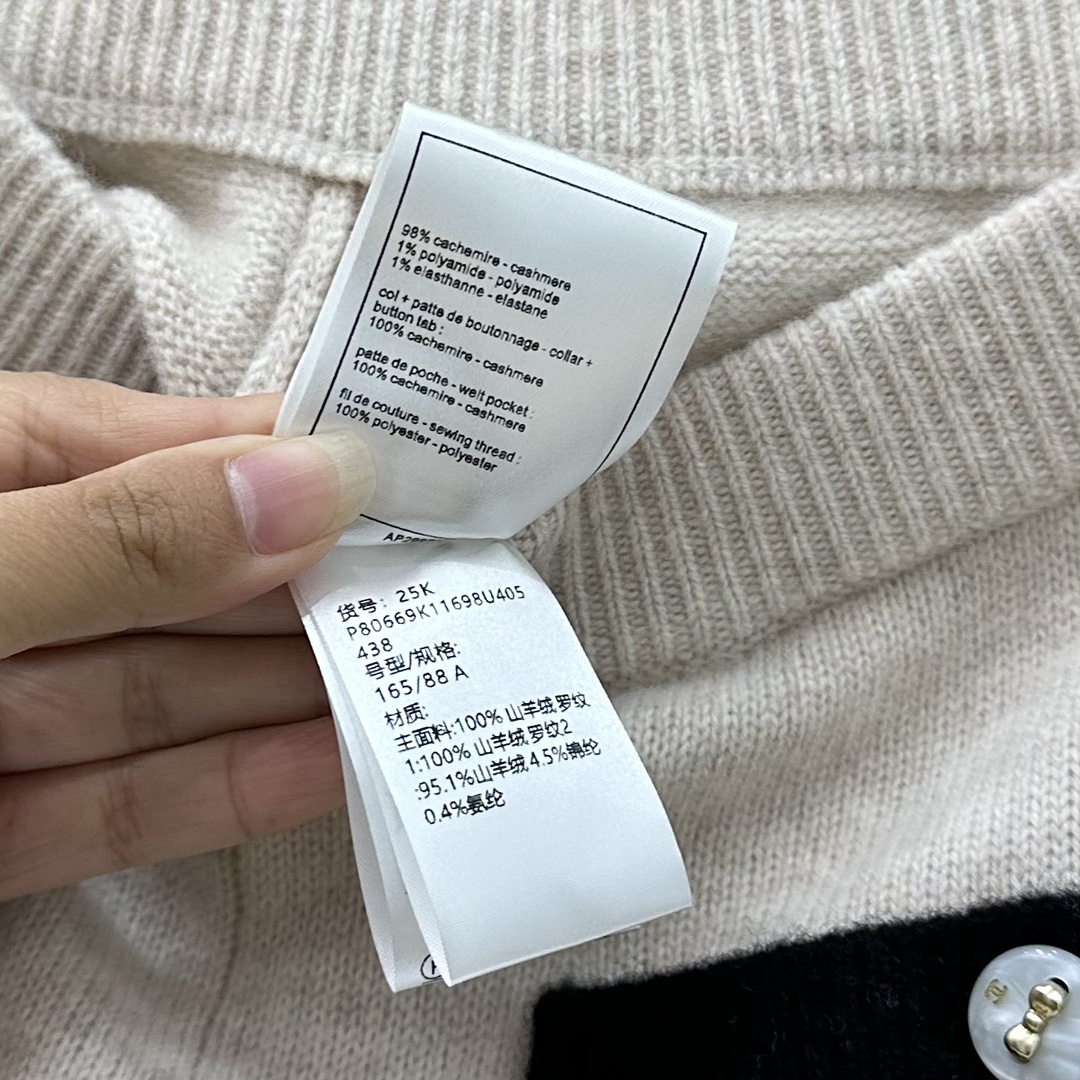 98% cachemire - cashmere
1% polyamide - polyamide
1% elasthanne - elastane
col + patte de boutonnage - collar +
button tab :
100% cachemire - cashmere
patte de poche - welt pocket :
100% cachemire - cashmere
fil de couture - sewing thread :
100% polyester - polyester
货号: 25K
P80669K11698U405
438
号型/规格:
165/88 A
材质:
主面料:100% 山羊绒罗纹
1:100% 山羊绒罗纹2
:95.1%山羊绒4.5%锦纶
0.4%氨纶